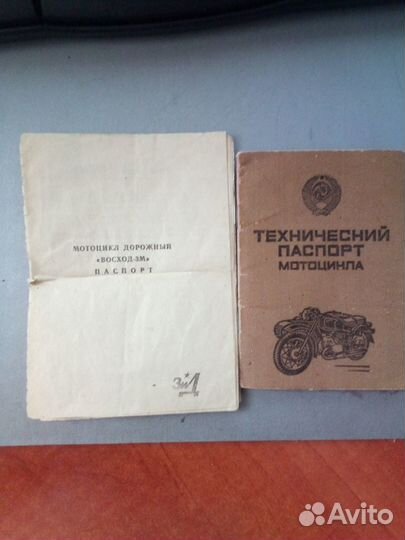 МОТОЦИКЛ ДОРОЖНЫЙ
«ВОСХОД-3М»
ПАСПОРТ
ЗиД
ТЕХНИЧЕСКИЙ
ПАСПОРТ
МОТОЦИКЛА
Avito